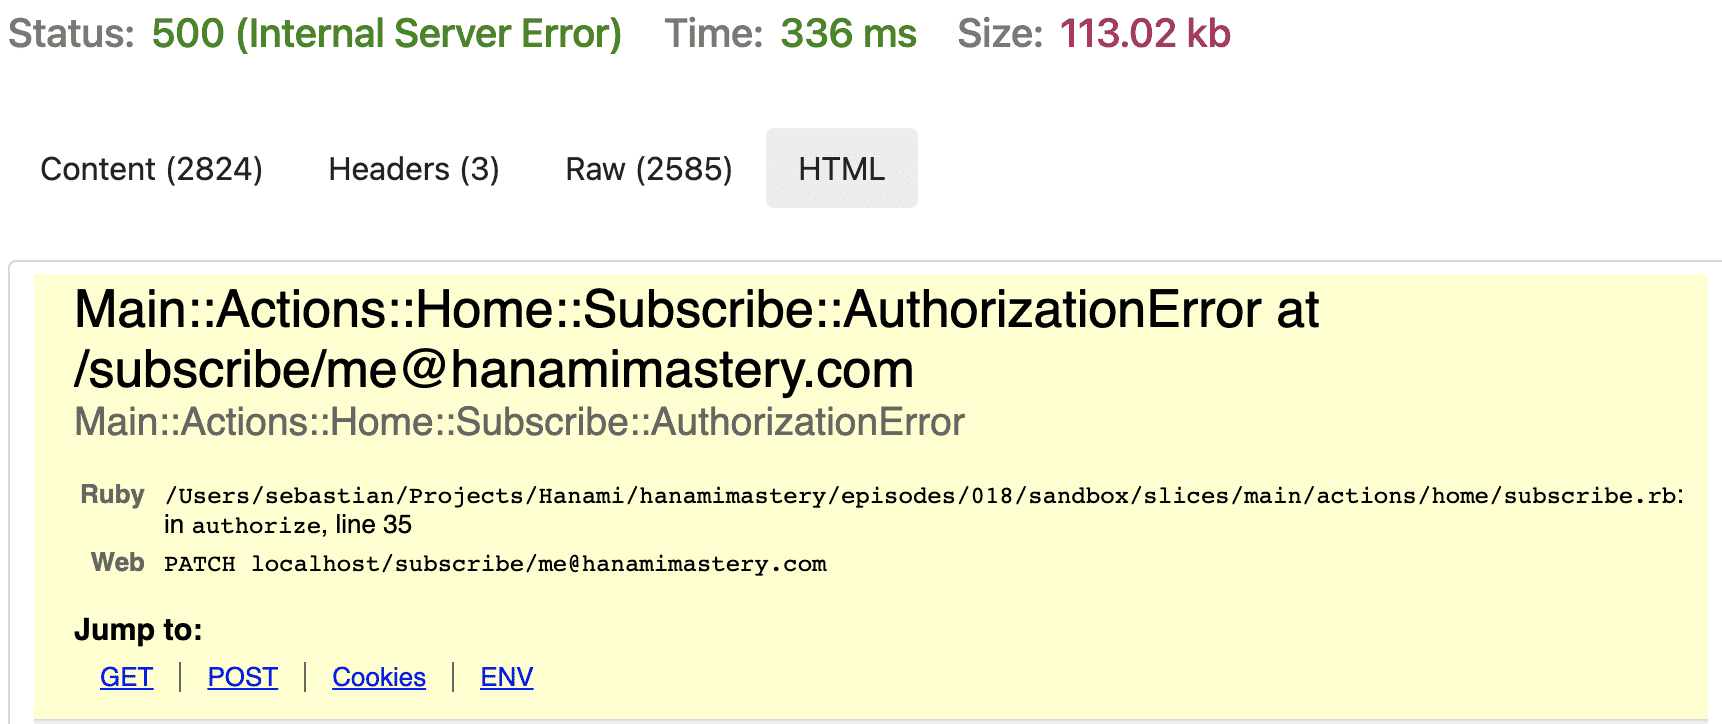 Status: 500 (Internal Server Error) Time: 336 ms Size: 113.02 kb
Content (2824) Headers (3) Raw (2585) HTML
Main::Actions::Home::Subscribe::AuthorizationError at
/subscribe/me@hanamimastery.com
Main::Actions::Home::Subscribe::AuthorizationError
Ruby /Users/sebastian/Projects/Hanami/hanamimastery/episodes/018/sandbox/slices/main/actions/home/subscribe.rb:
in authorize, line 35
Web PATCH localhost/subscribe/me@hanamimastery.com
Jump to:
GET | POST | Cookies | ENV